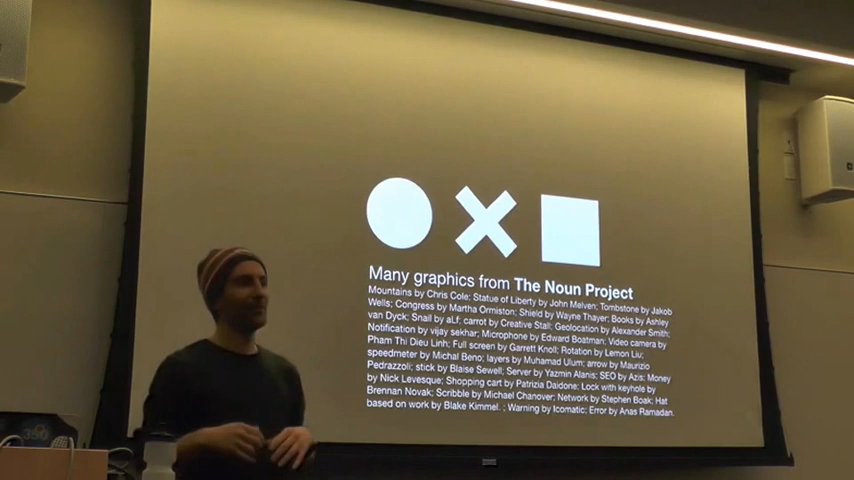 Many graphics from The Noun Project
Mountains by Chris Cole; Statue of Liberty by John Melven; Tombstone by Jakob
Wells; Congress by Martha Ormiston; Shield by Wayne Thayer; Books by Ashley
van Dyck; Snail by aLf; carrot by Creative Stall; Geolocation by Alexander Smith;
Notification by vijay sekhar; Microphone by Edward Boatman; Video camera by
Pham Thi Dieu Linh; Full screen by Garrett Knoll; Rotation by Lemon Liu;
speedmeter by Michal Beno; layers by Muhamad Ulum; arrow by Maurizio
Pedrazzoli; stick by Blaise Sewell; Server by Yazmin Alanis; SEO by Azis; Money
by Nick Levesque; Shopping cart by Patrizia Daidone; Lock with keyhole by
Brennan Novak; Scribble by Michael Chanover; Network by Stephen Boak; Hat
based on work by Blake Kimmel. ; Warning by Icomatic; Error by Anas Ramadan.
350